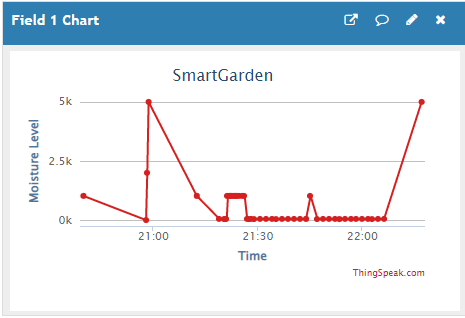 Field 1 Chart
SmartGarden
5k
2.5k
0k
Moisture Level
21:00 21:30 22:00
Time
ThingSpeak.com